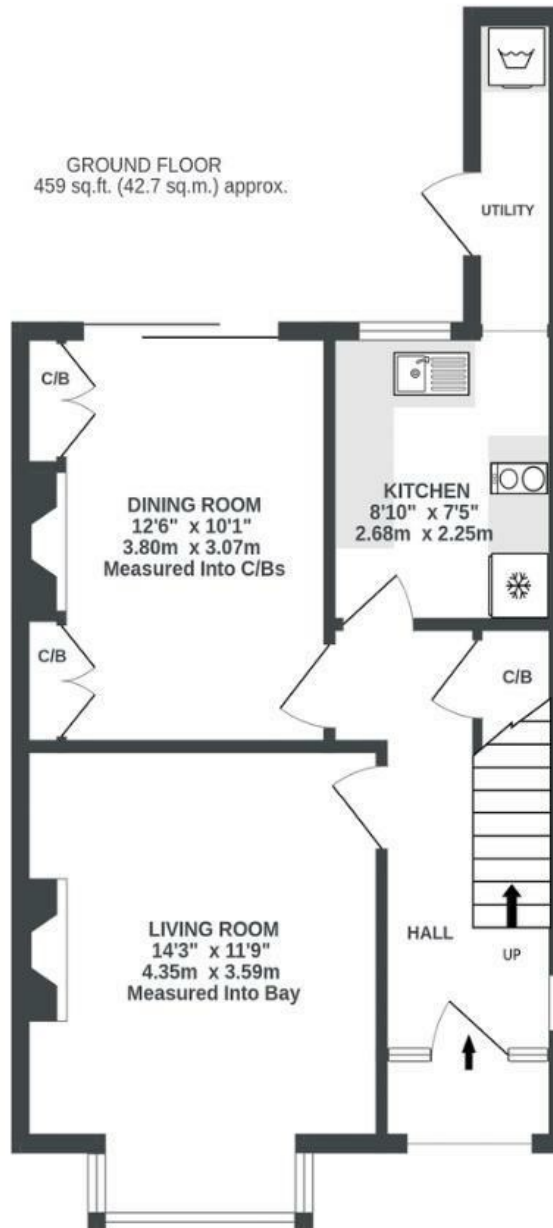 GROUND FLOOR
459 sq.ft. (42.7 sq.m.) approx.
UTILITY
C/B
DINING ROOM
12'6" x 10'1"
3.80m x 3.07m
Measured Into C/Bs
KITCHEN
8'10" x 7'5"
2.68m x 2.25m
C/B
C/B
LIVING ROOM
14'3" x 11'9"
4.35m x 3.59m
Measured Into Bay
HALL
UP